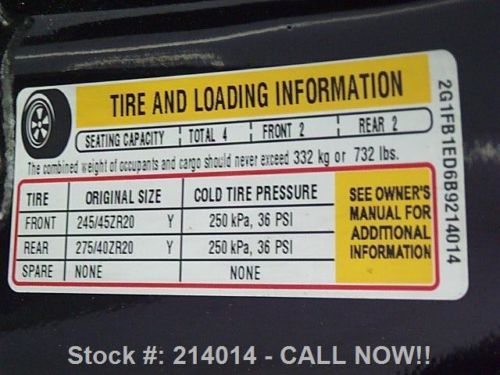 TIRE AND LOADING INFORMATION
SEATING CAPACITY TOTAL 4 FRONT 2 REAR 2
The combined weight of occupants and cargo should never exceed 332 kg or 732 lbs.
TIRE ORIGINAL SIZE COLD TIRE PRESSURE
FRONT 245/45ZR20 Y 250 kPa, 36 PSI
REAR 275/40ZR20 Y 250 kPa, 36 PSI
SPARE NONE NONE
SEE OWNER'S
MANUAL FOR
ADDITIONAL
INFORMATION
2G1FB1ED6B9214014
Stock #: 214014 - CALL NOW!!